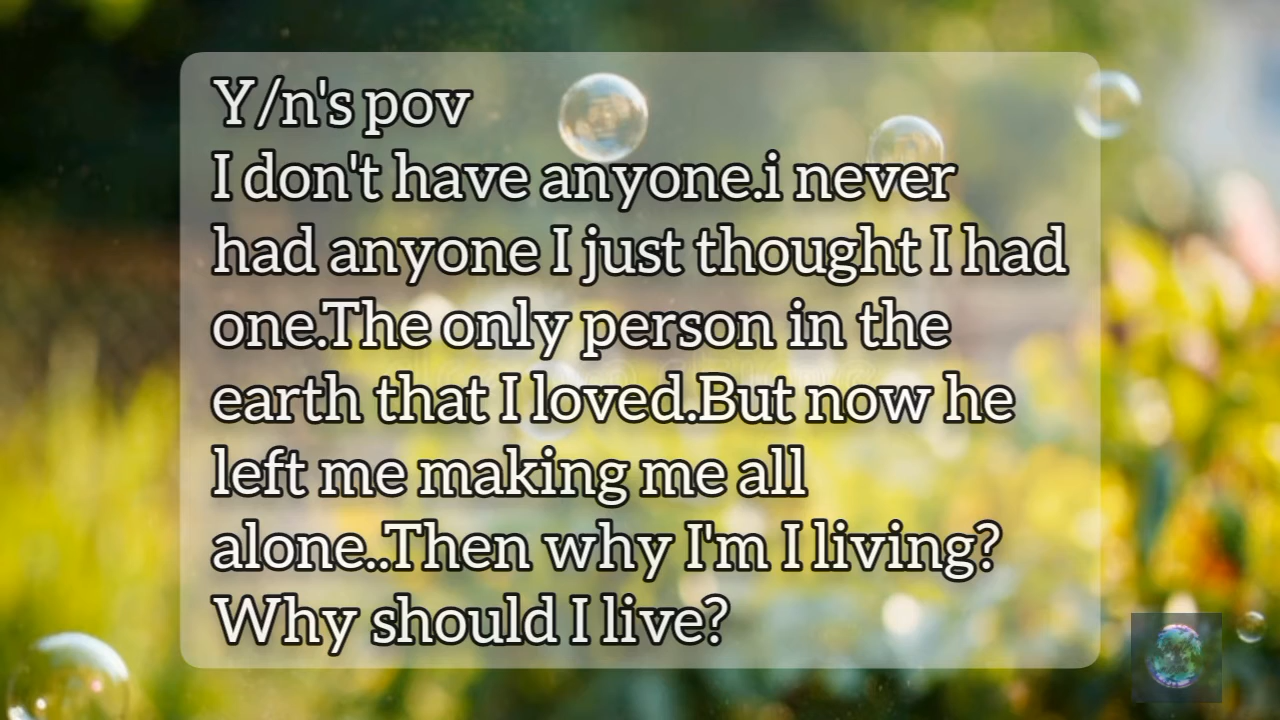 Y/n's pov
I don't have anyone.i never
had anyone I just thought I had
one.The only person in the
earth that I loved.But now he
left me making me all
alone..Then why I'm I living?
Why should I live?